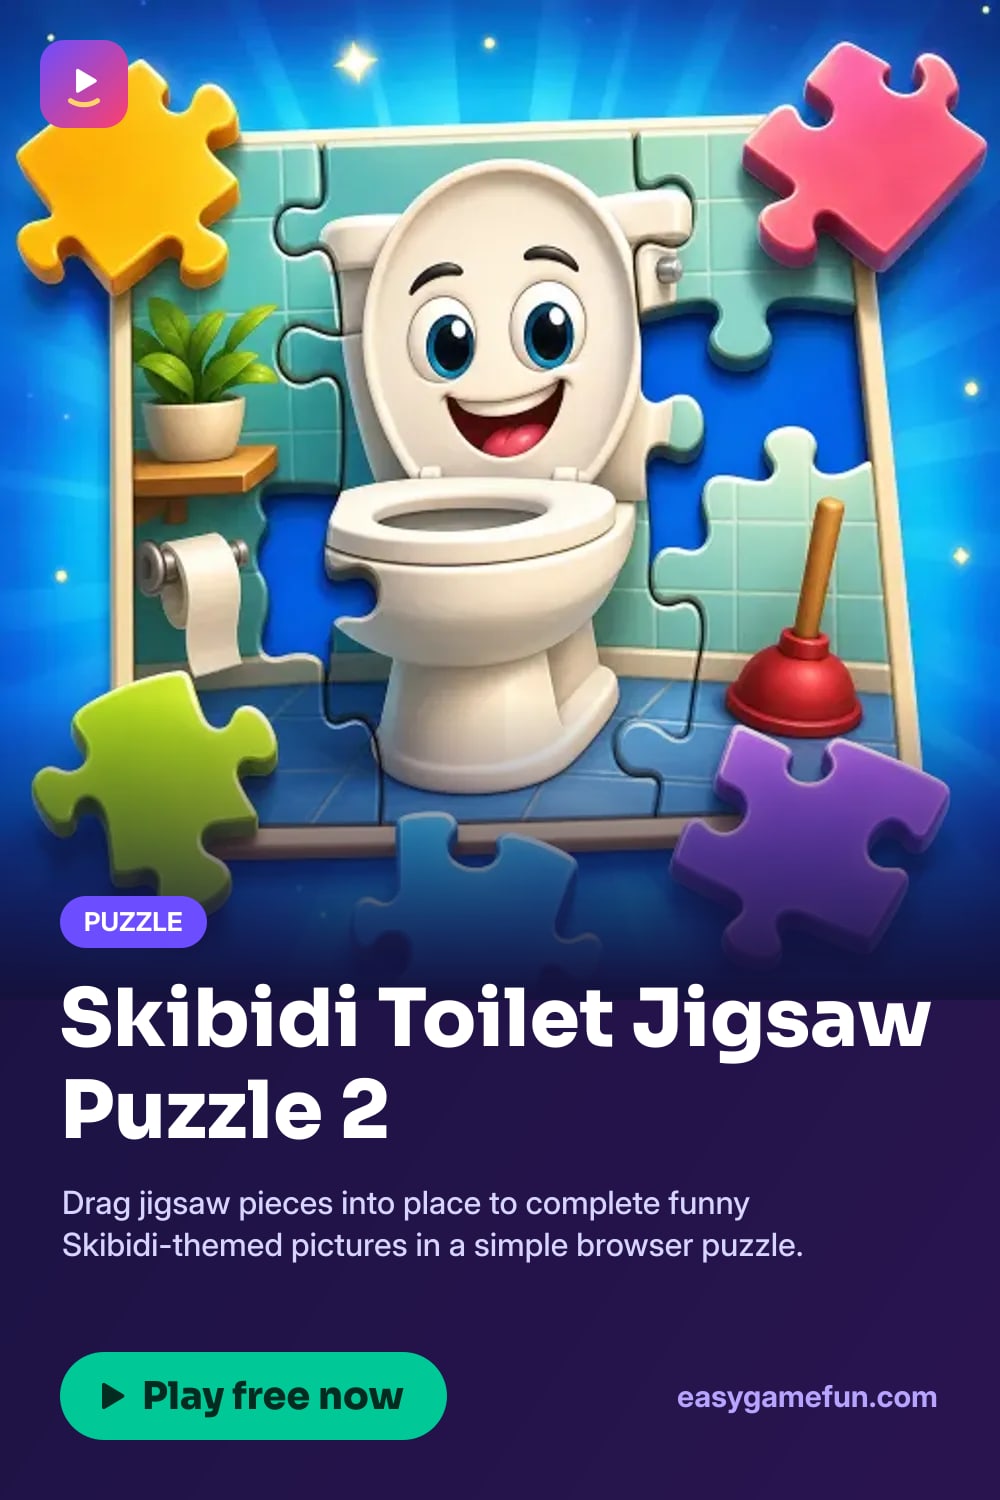 PUZZLE
Skibidi Toilet Jigsaw
Puzzle 2
Drag jigsaw pieces into place to complete funny
Skibidi-themed pictures in a simple browser puzzle.
Play free now
easygamefun.com